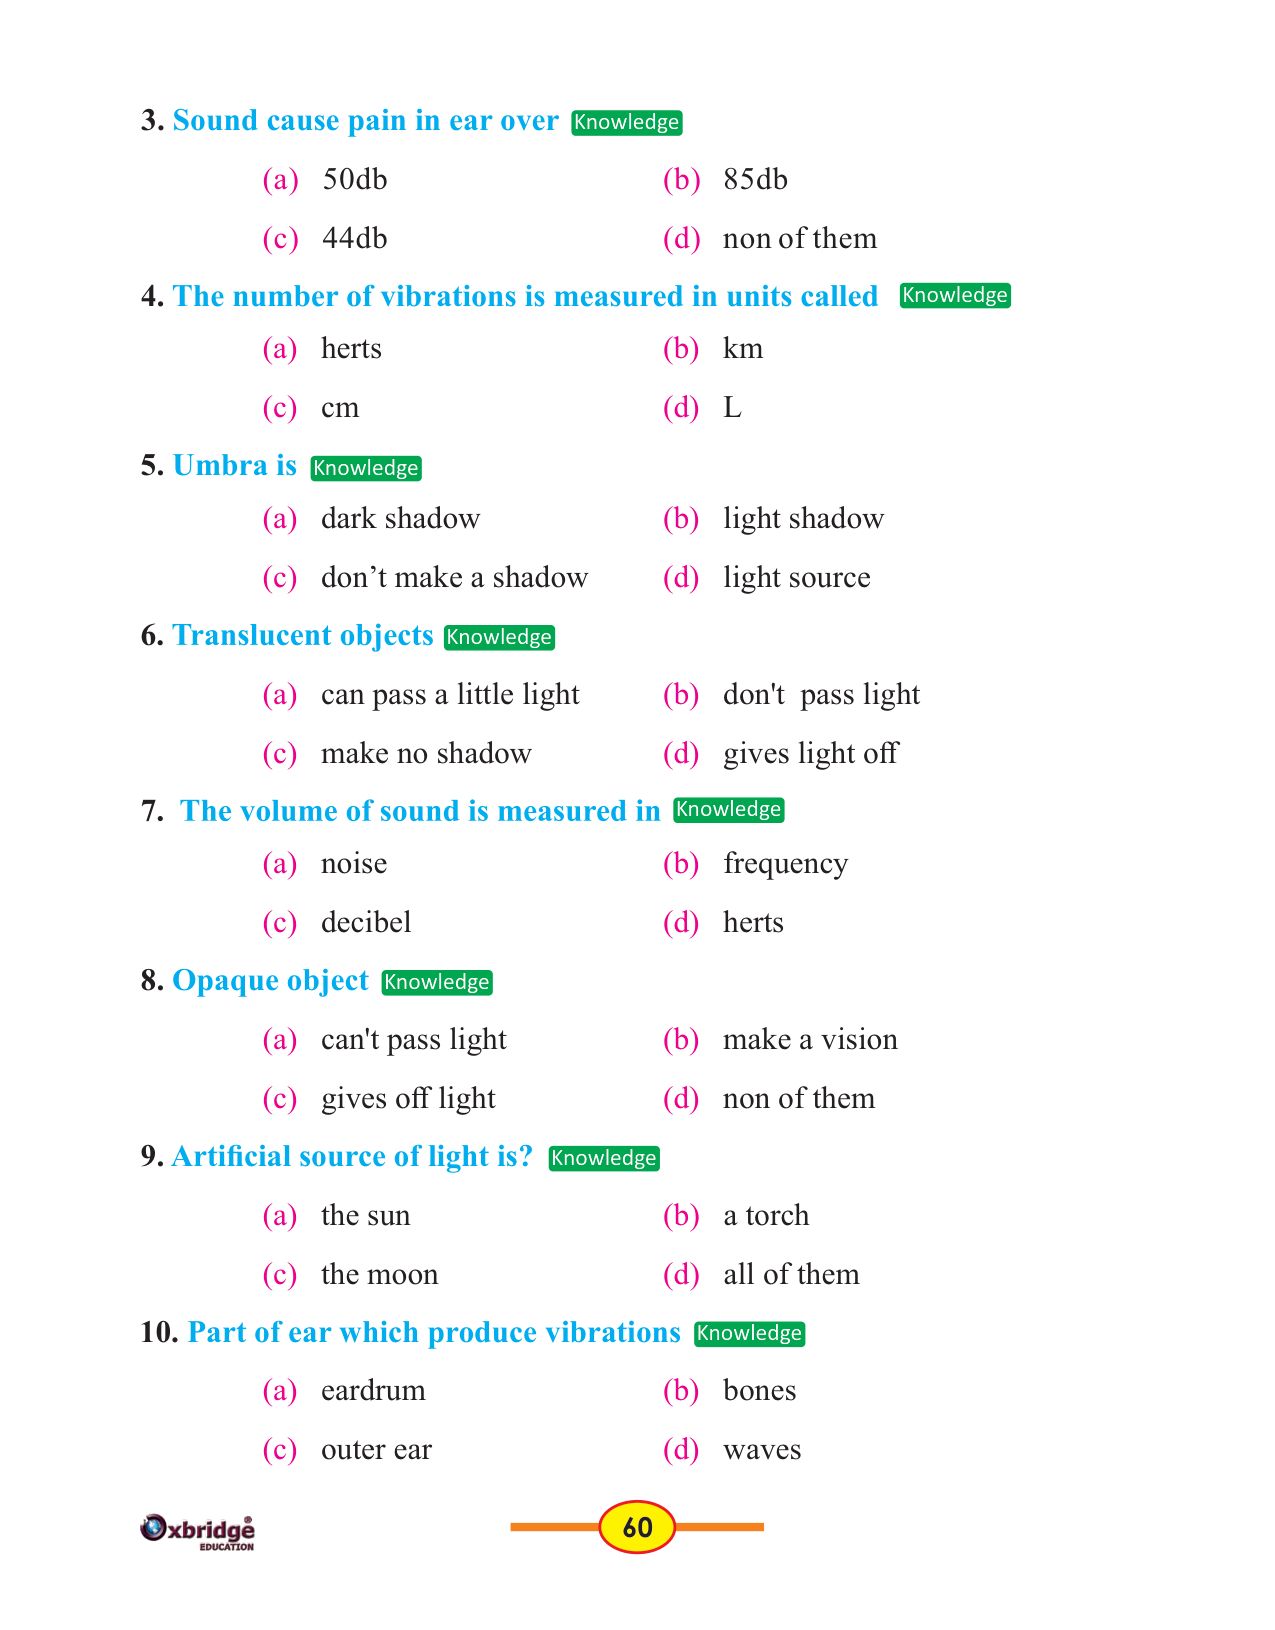 3. Sound cause pain in ear over Knowledge
(a) 50db (b) 85db
(c) 44db (d) non of them
4. The number of vibrations is measured in units called Knowledge
(a) herts (b) km
(c) cm (d) L
5. Umbra is Knowledge
(a) dark shadow (b) light shadow
(c) don’t make a shadow (d) light source
6. Translucent objects Knowledge
(a) can pass a little light (b) don't pass light
(c) make no shadow (d) gives light off
7. The volume of sound is measured in Knowledge
(a) noise (b) frequency
(c) decibel (d) herts
8. Opaque object Knowledge
(a) can't pass light (b) make a vision
(c) gives off light (d) non of them
9. Artificial source of light is? Knowledge
(a) the sun (b) a torch
(c) the moon (d) all of them
10. Part of ear which produce vibrations Knowledge
(a) eardrum (b) bones
(c) outer ear (d) waves
Oxbridge®
EDUCATION
60